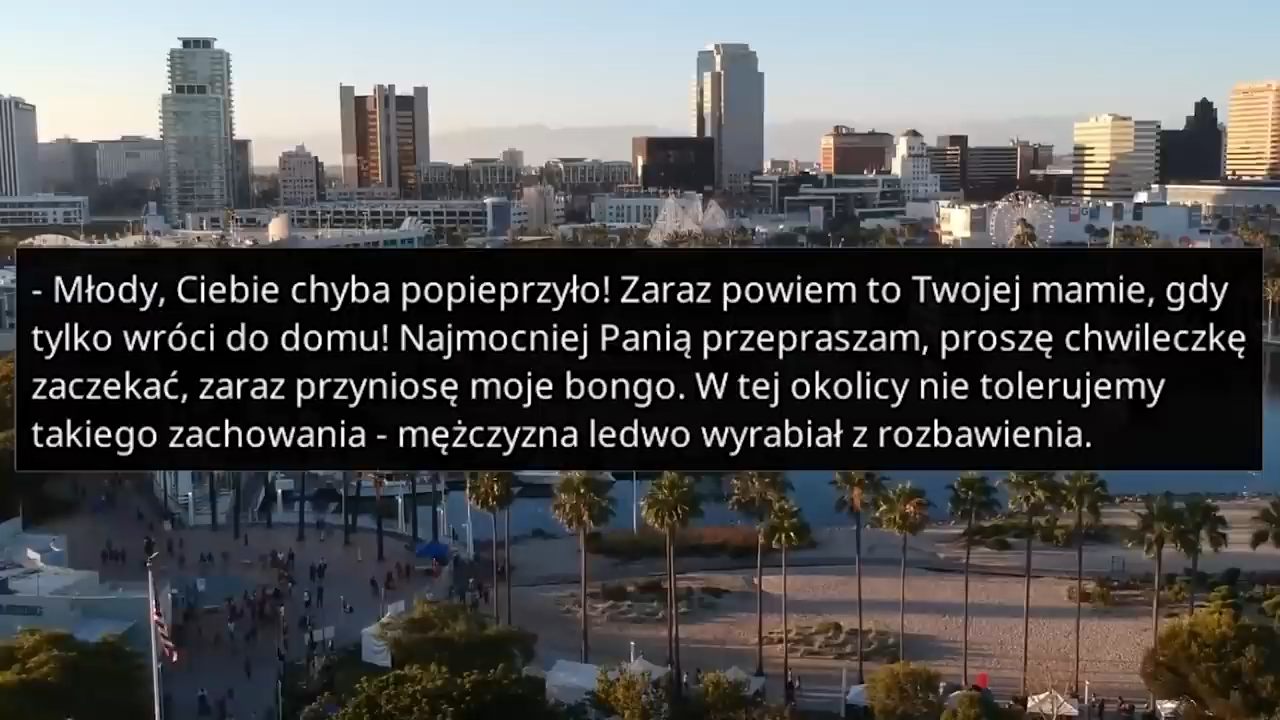 - Młody, Ciebie chyba popieprzyło! Zaraz powiem to Twojej mamie, gdy
tylko wróci do domu! Najmocniej Panią przepraszam, proszę chwileczkę
zaczekać, zaraz przyniosę moje bongo. W tej okolicy nie tolerujemy
takiego zachowania - mężczyzna ledwo wyrabiał z rozbawienia.